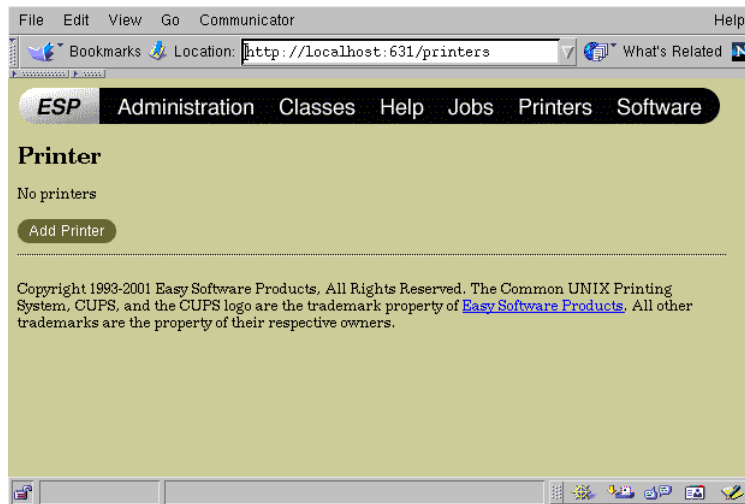 File Edit View Go Communicator Help
Bookmarks Location: http://localhost:631/printers What's Related N
ESP Administration Classes Help Jobs Printers Software
Printer
No printers
Add Printer
Copyright 1993-2001 Easy Software Products, All Rights Reserved. The Common UNIX Printing
System, CUPS, and the CUPS logo are the trademark property of Easy Software Products. All other
trademarks are the property of their respective owners.